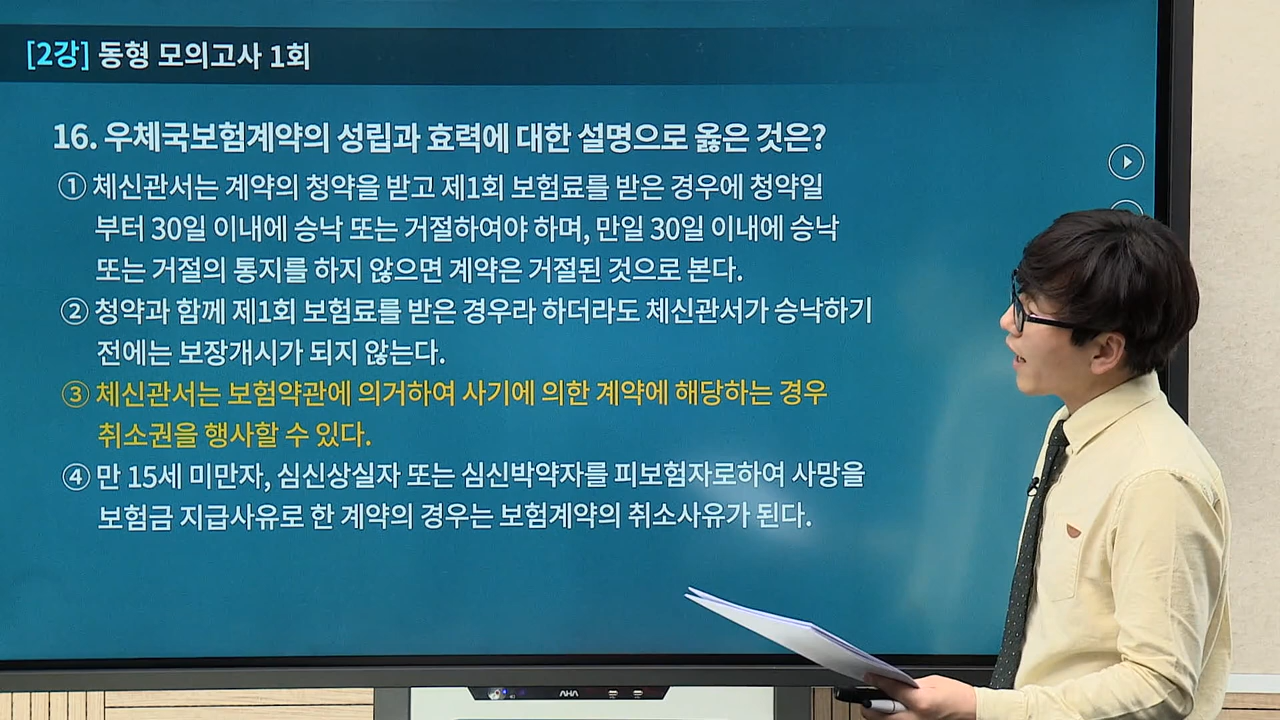 [2강] 동형 모의고사 1회
16. 우체국보험계약의 성립과 효력에 대한 설명으로 옳은 것은?
① 체신관서는 계약의 청약을 받고 제1회 보험료를 받은 경우에 청약일
부터 30일 이내에 승낙 또는 거절하여야 하며, 만일 30일 이내에 승낙
또는 거절의 통지를 하지 않으면 계약은 거절된 것으로 본다.
② 청약과 함께 제1회 보험료를 받은 경우라 하더라도 체신관서가 승낙하기
전에는 보장개시가 되지 않는다.
③ 체신관서는 보험약관에 의거하여 사기에 의한 계약에 해당하는 경우
취소권을 행사할 수 있다.
④ 만 15세 미만자, 심신상실자 또는 심신박약자를 피보험자로하여 사망을
보험금 지급사유로 한 계약의 경우는 보험계약의 취소사유가 된다.
AHA